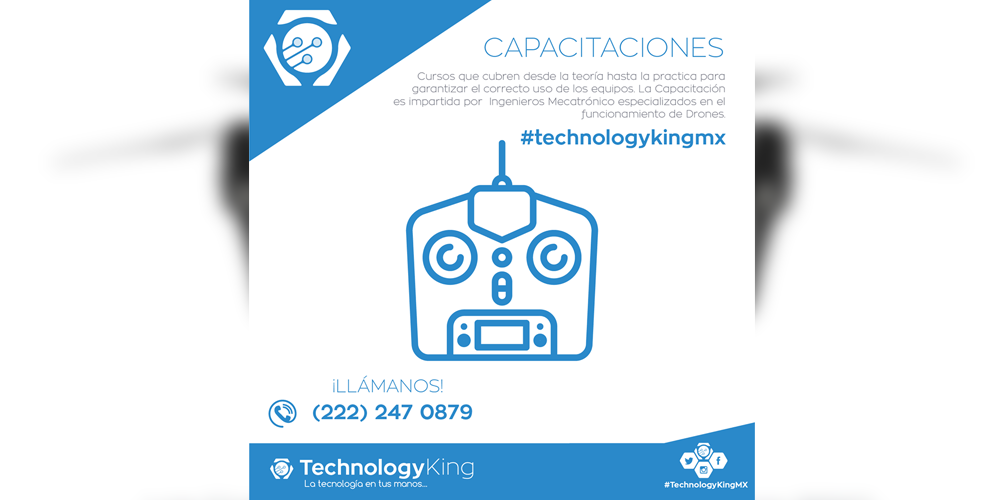 CAPACITACIONES
Cursos que cubren desde la teoría hasta la practica para
garantizar el correcto uso de los equipos. La Capacitación
es impartida por Ingenieros Mecatrónico especializados en el
funcionamiento de Drones.
#technologykingmx
¡LLÁMANOS!
(222) 247 0879
TechnologyKing
La tecnología en tus manos...
#TechnologyKingMX